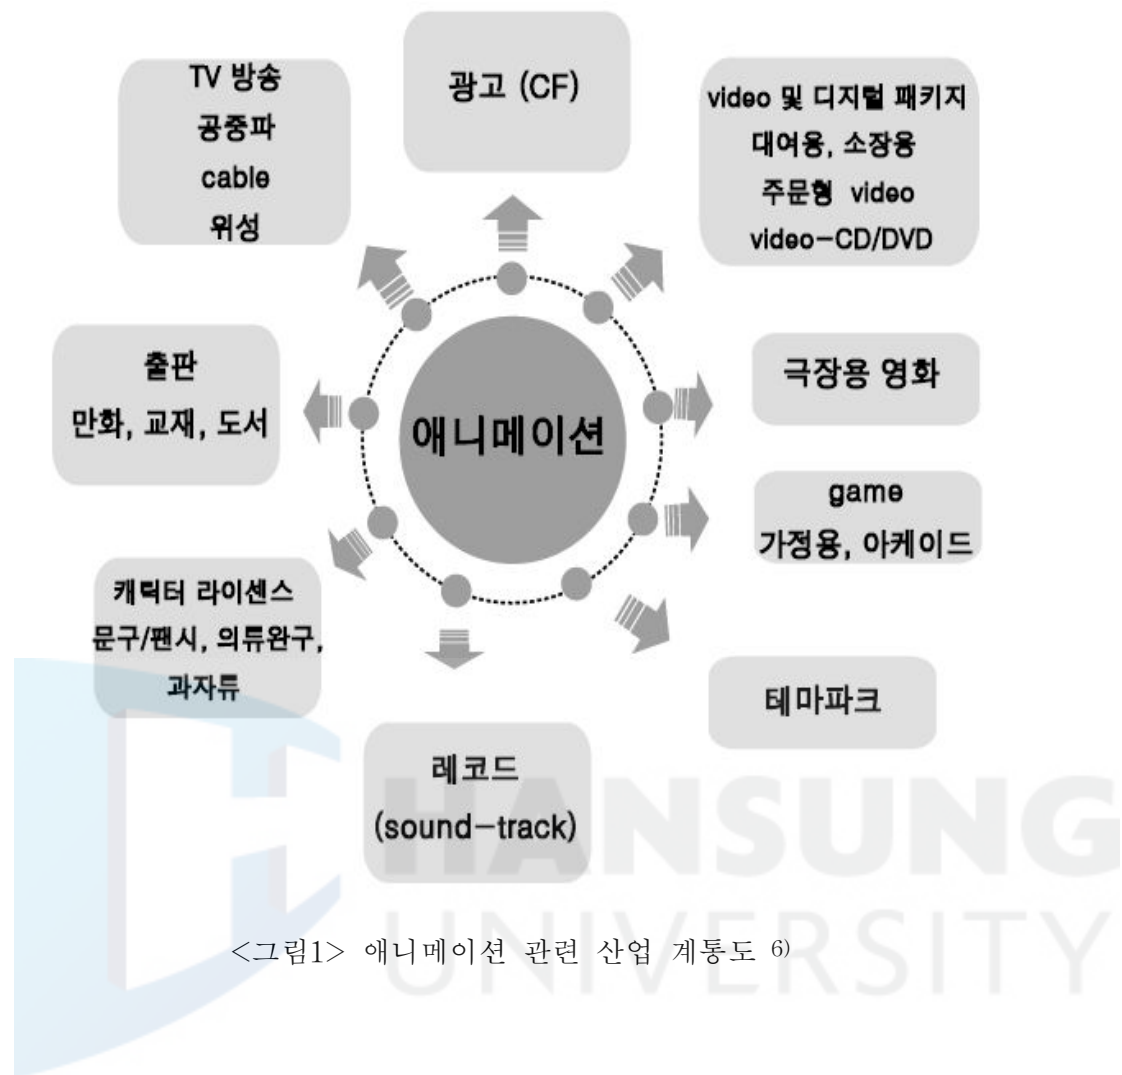 광고 (CF)
TV 방송
공중파
cable
위성
video 및 디지털 패키지
대여용, 소장용
주문형 video
video-CD/DVD
출판
만화, 교재, 도서
애니메이션
극장용 영화
game
가정용, 아케이드
캐릭터 라이센스
문구/팬시, 의류완구,
과자류
테마파크
레코드
(sound-track)
HANSUNG
UNIVERSITY
<그림1> 애니메이션 관련 산업 계통도 6)